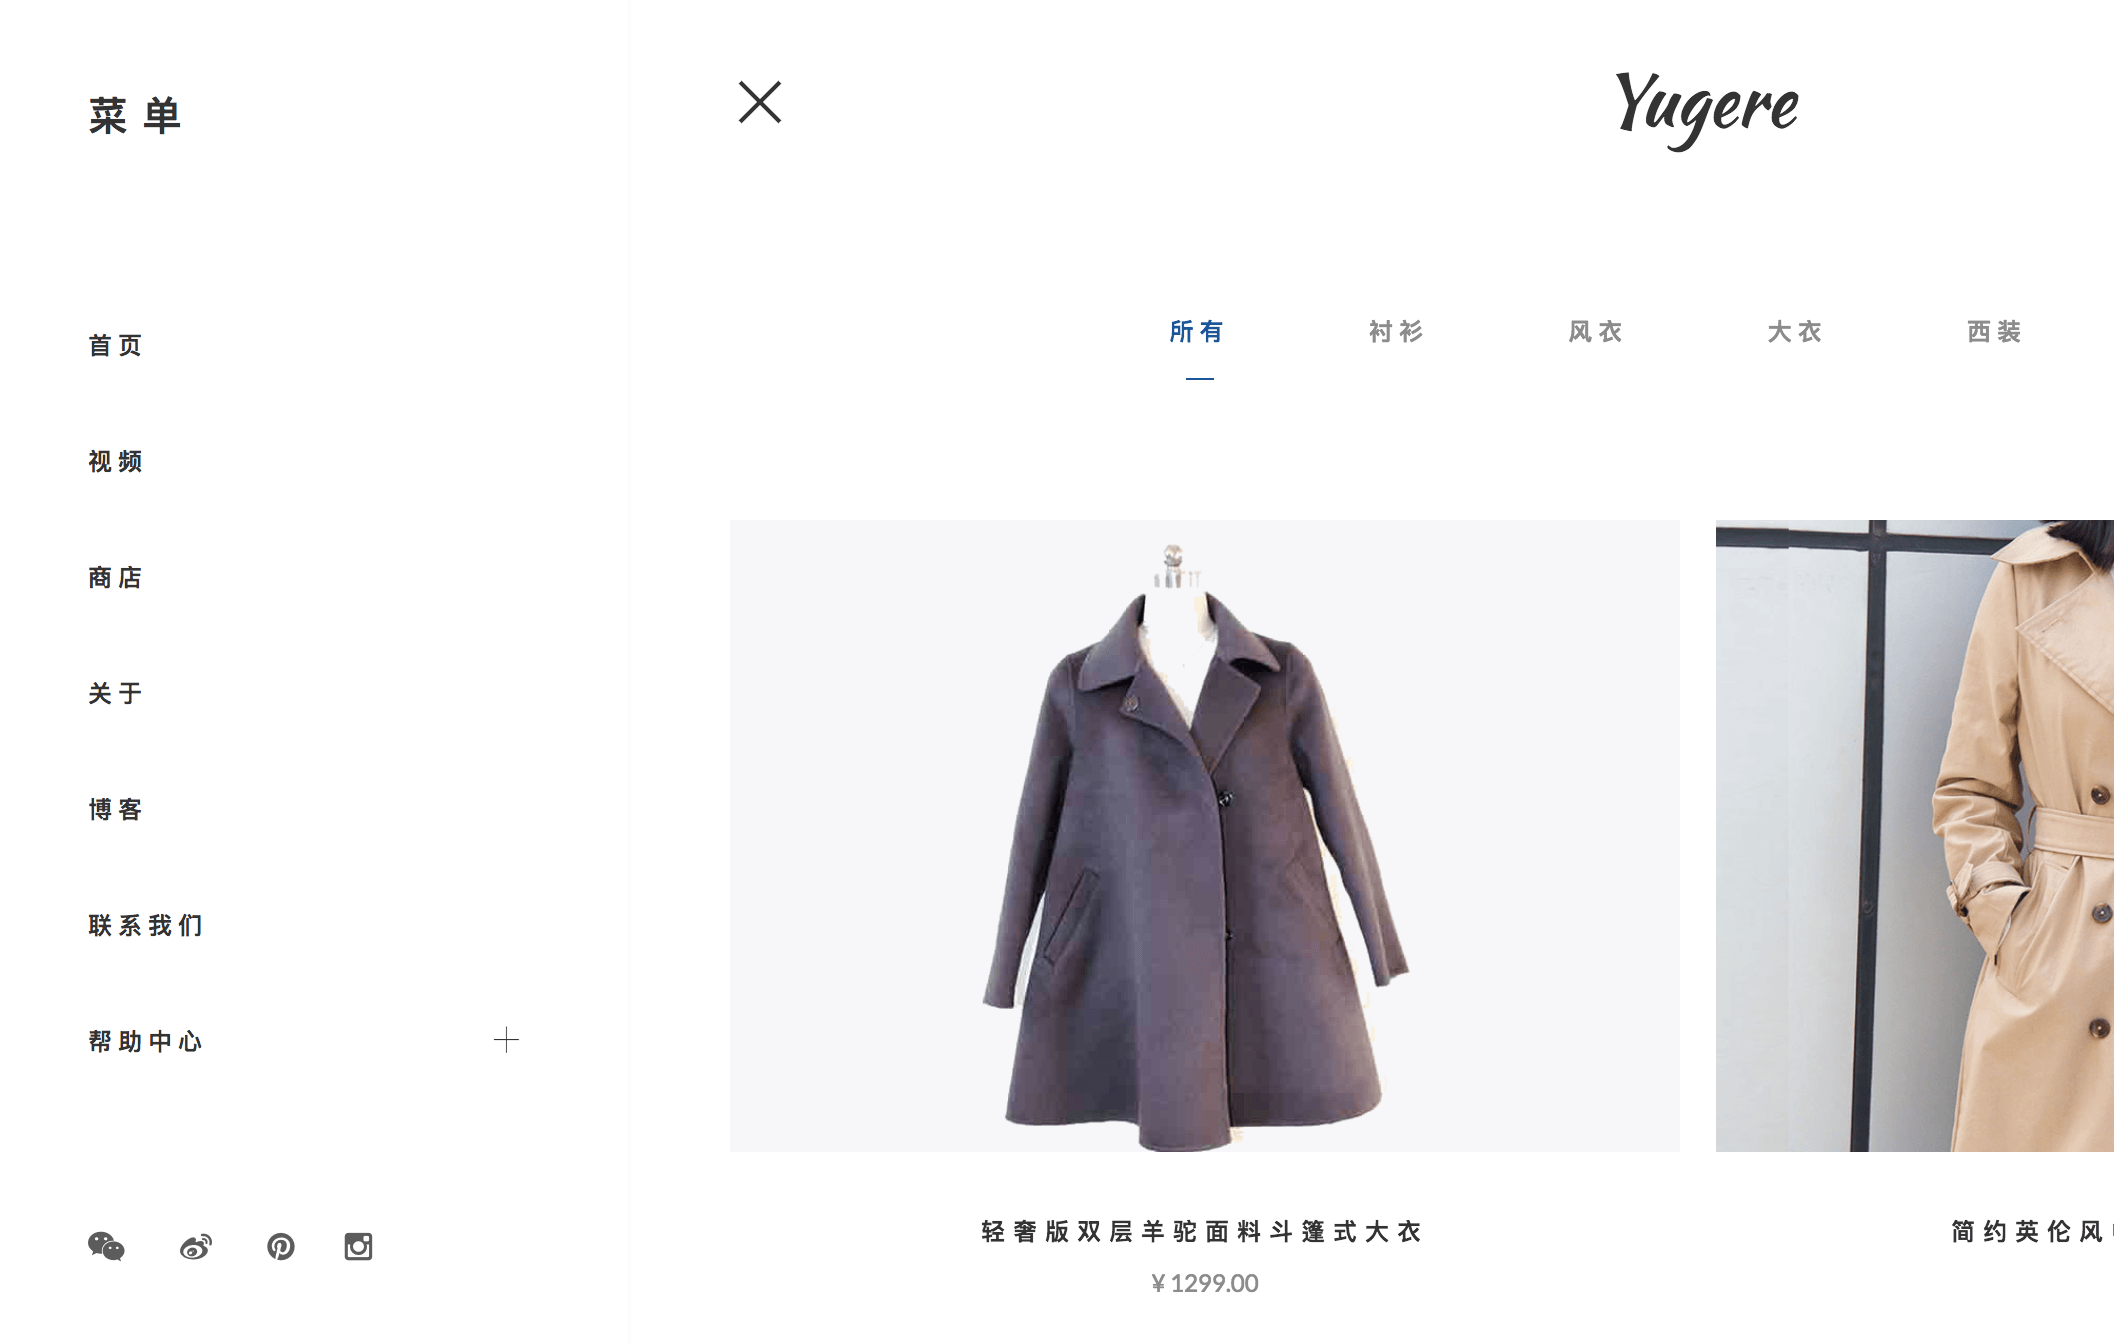 菜单
首页
视频
商店
关于
博客
联系我们
帮助中心
Yugere
所有 衬衫 风衣 大衣 西装
轻奢版双层羊驼面料斗篷式大衣
¥ 1299.00
简约英伦风